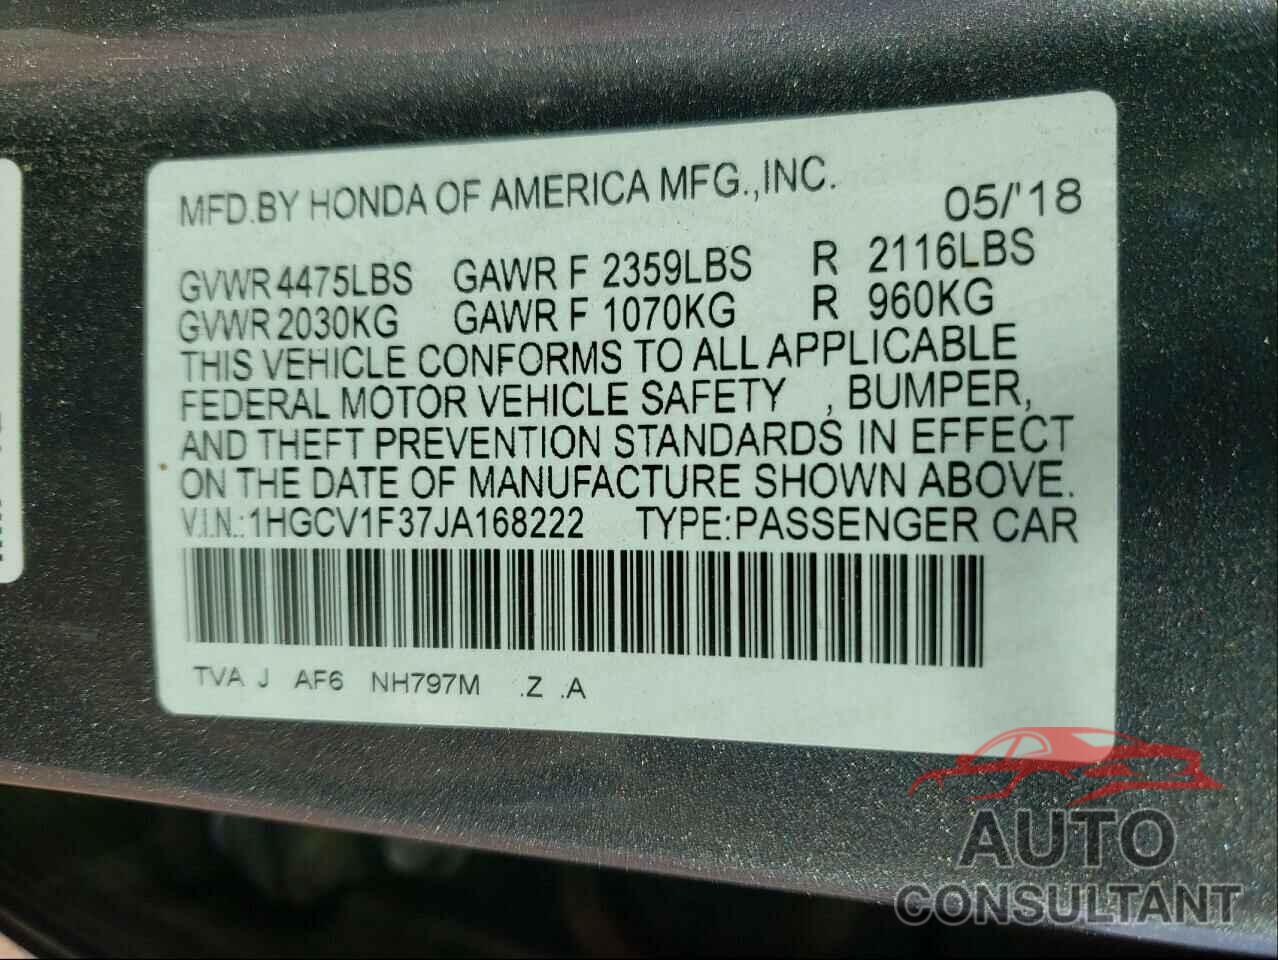 MFD.BY HONDA OF AMERICA MFG.,INC. 05/'18
GVWR 4475LBS GAWR F 2359LBS R 2116LBS
GVWR 2030KG GAWR F 1070KG R 960KG
THIS VEHICLE CONFORMS TO ALL APPLICABLE
FEDERAL MOTOR VEHICLE SAFETY , BUMPER,
AND THEFT PREVENTION STANDARDS IN EFFECT
ON THE DATE OF MANUFACTURE SHOWN ABOVE.
V.I.N.:1HGCV1F37JA168222 TYPE:PASSENGER CAR
TVA J AF6 NH797M .Z .A
AUTO
CONSULTANT